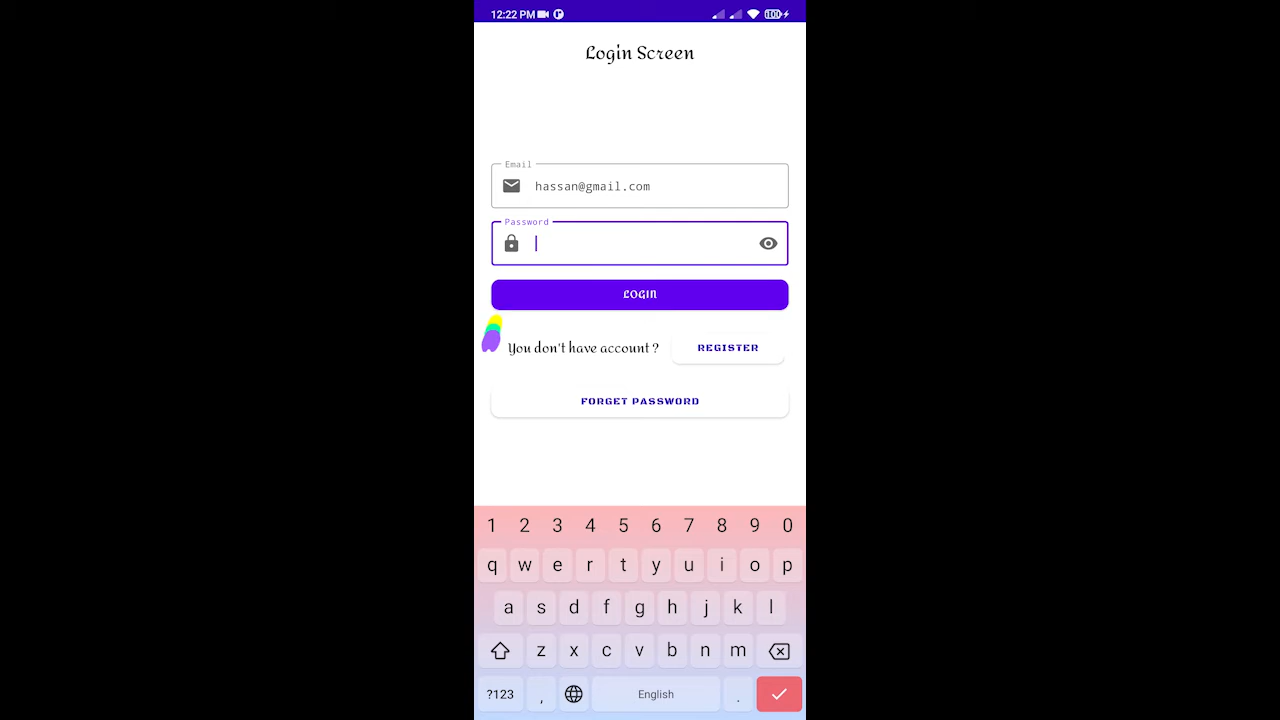 12:22 PM 100
Login Screen
Email
hassan@gmail.com
Password
LOGIN
You don't have account ? REGISTER
FORGET PASSWORD
1 2 3 4 5 6 7 8 9 0
q w e r t y u i o p
a s d f g h j k l
z x c v b n m
?123 , English .